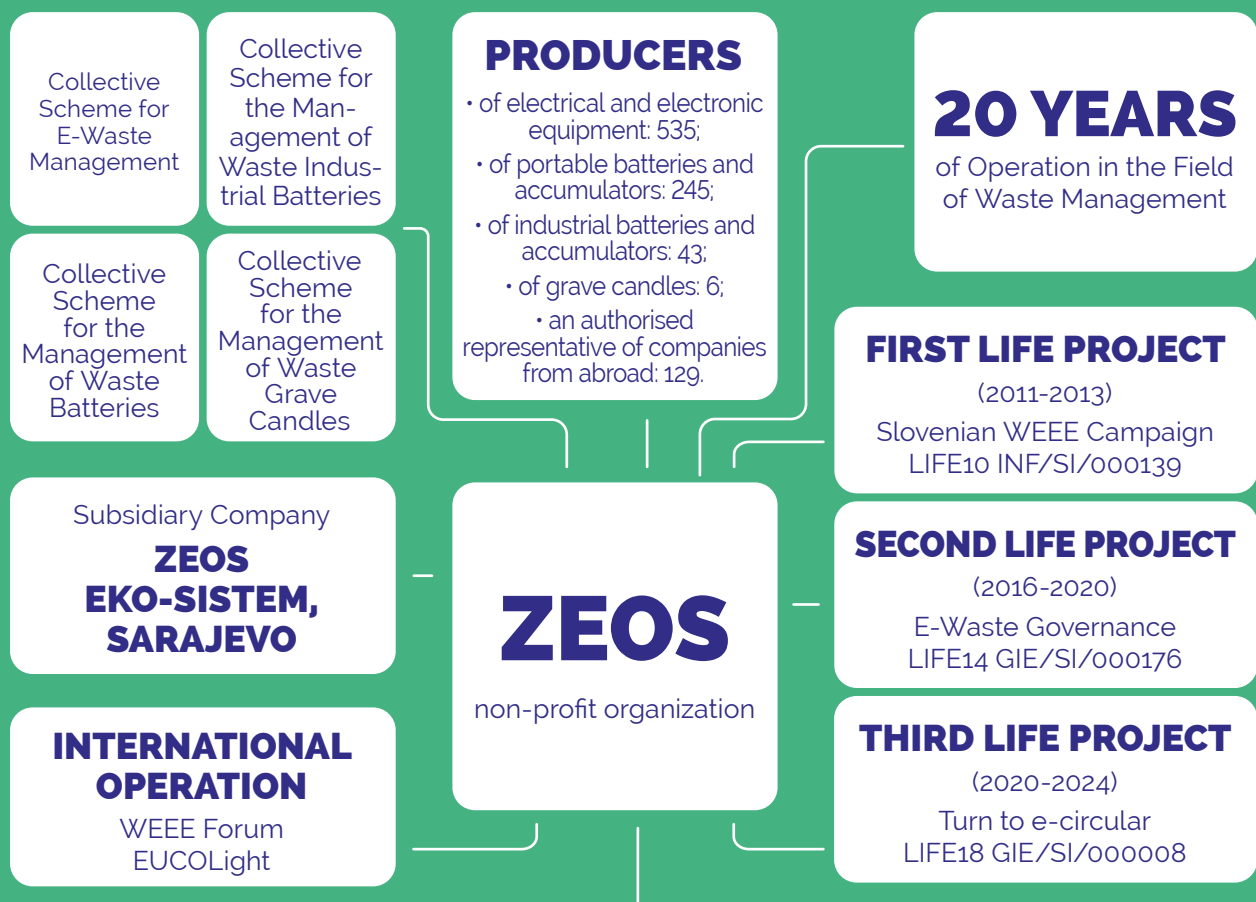 Collective
Scheme for
E-Waste
Management
Collective
Scheme for
the Man-
agement of
Waste Indus-
trial Batteries
Collective
Scheme
for the
Management
of Waste
Batteries
Collective
Scheme
for the
Management
of Waste
Grave
Candles
PRODUCERS
• of electrical and electronic
equipment: 535;
• of portable batteries and
accumulators: 245;
• of industrial batteries and
accumulators: 43;
• of grave candles: 6;
• an authorised
representative of companies
from abroad: 129.
20 YEARS
of Operation in the Field
of Waste Management
FIRST LIFE PROJECT
(2011-2013)
Slovenian WEEE Campaign
LIFE10 INF/SI/000139
Subsidiary Company
ZEOS
EKO-SISTEM,
SARAJEVO
ZEOS
non-profit organization
SECOND LIFE PROJECT
(2016-2020)
E-Waste Governance
LIFE14 GIE/SI/000176
INTERNATIONAL
OPERATION
WEEE Forum
EUCOLight
THIRD LIFE PROJECT
(2020-2024)
Turn to e-circular
LIFE18 GIE/SI/000008